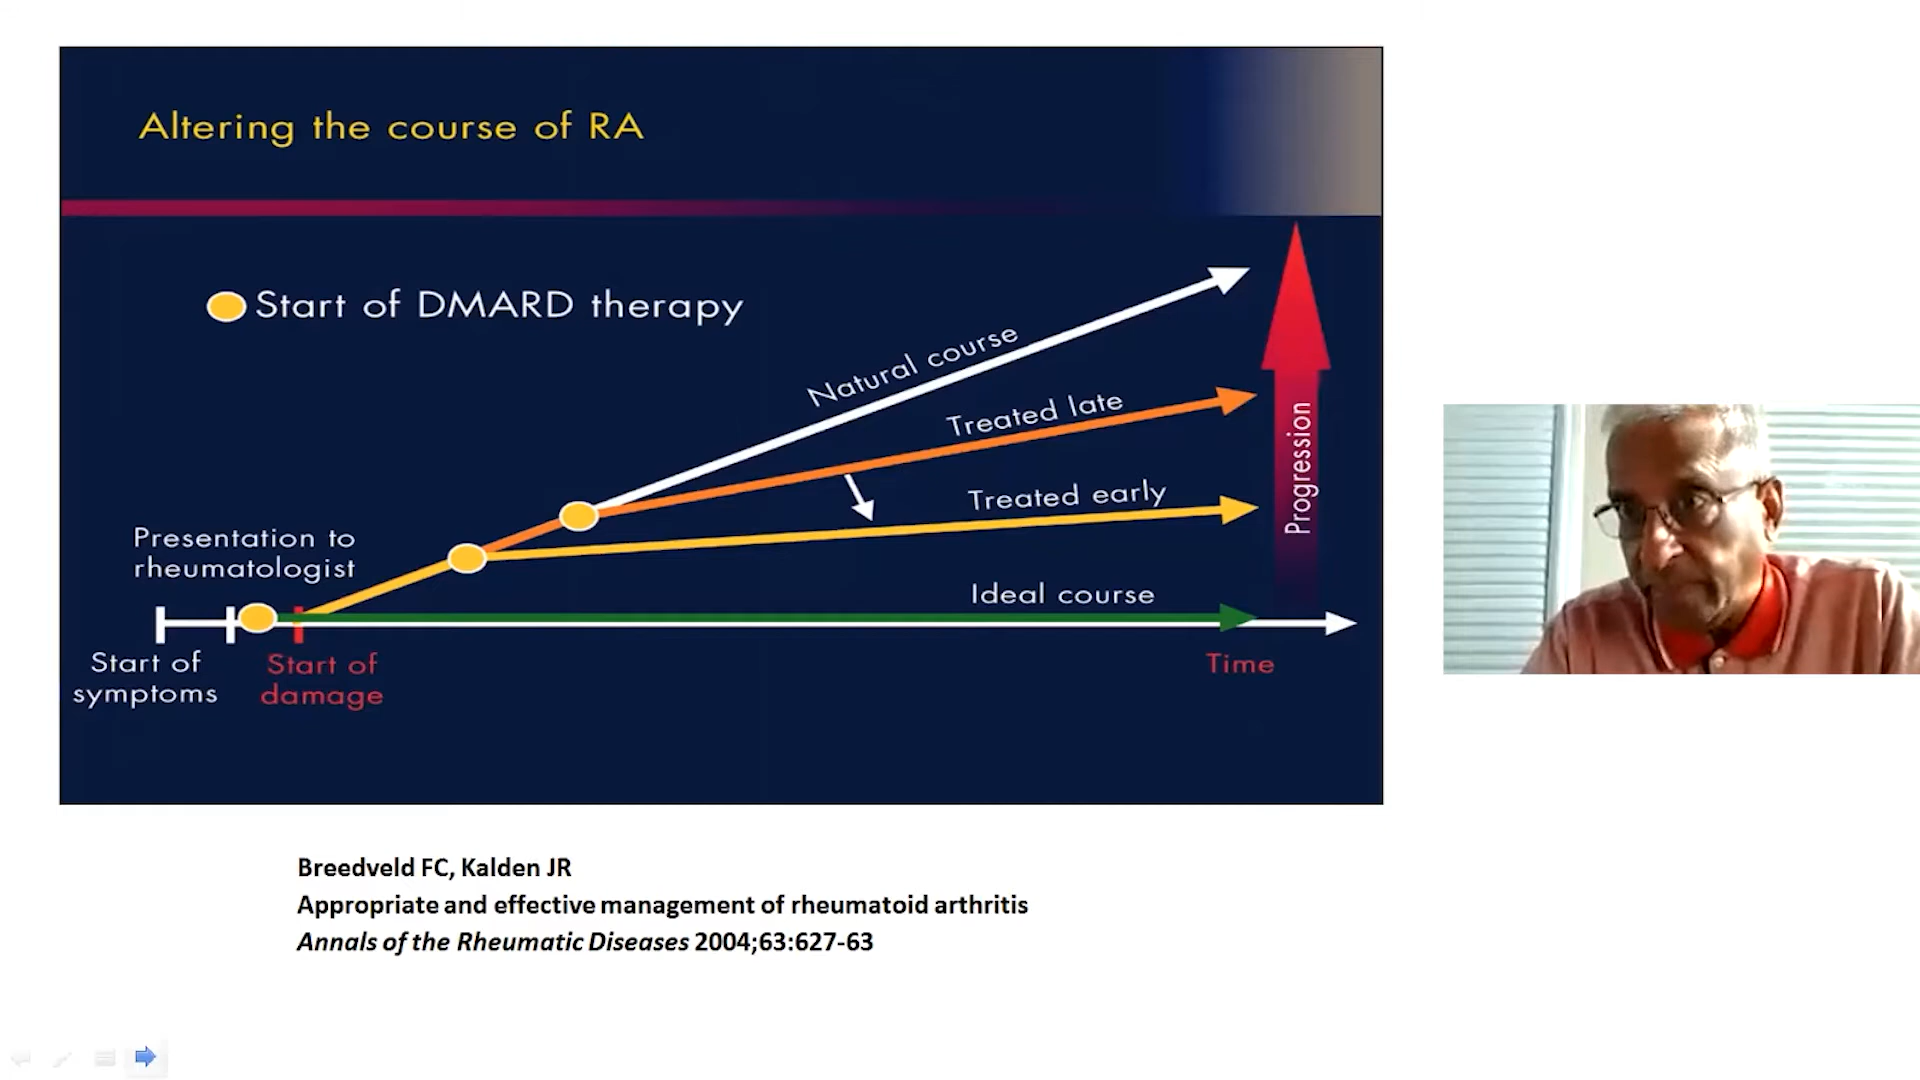 Altering the course of RA
Start of DMARD therapy
Natural course
Treated late
Treated early
Progression
Presentation to
rheumatologist
Ideal course
Start of
symptoms
Start of
damage
Time
Breedveld FC, Kalden JR
Appropriate and effective management of rheumatoid arthritis
Annals of the Rheumatic Diseases 2004;63:627-63